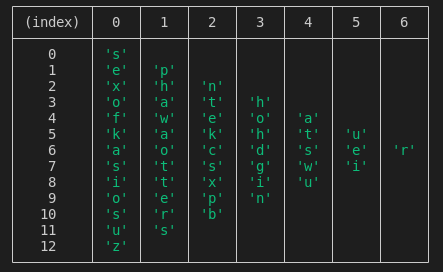 (index) 0 1 2 3 4 5 6
0 's'
1 'e' 'p'
2 'x' 'h' 'n'
3 'o' 'a' 't' 'h'
4 'f' 'w' 'e' 'o' 'a'
5 'k' 'a' 'k' 'h' 't' 'u'
6 'a' 'o' 'c' 'd' 's' 'e' 'r'
7 's' 't' 's' 'g' 'w' 'i'
8 'i' 't' 'x' 'i' 'u'
9 'o' 'e' 'p' 'n'
10 's' 'r' 'b'
11 'u' 's'
12 'z'